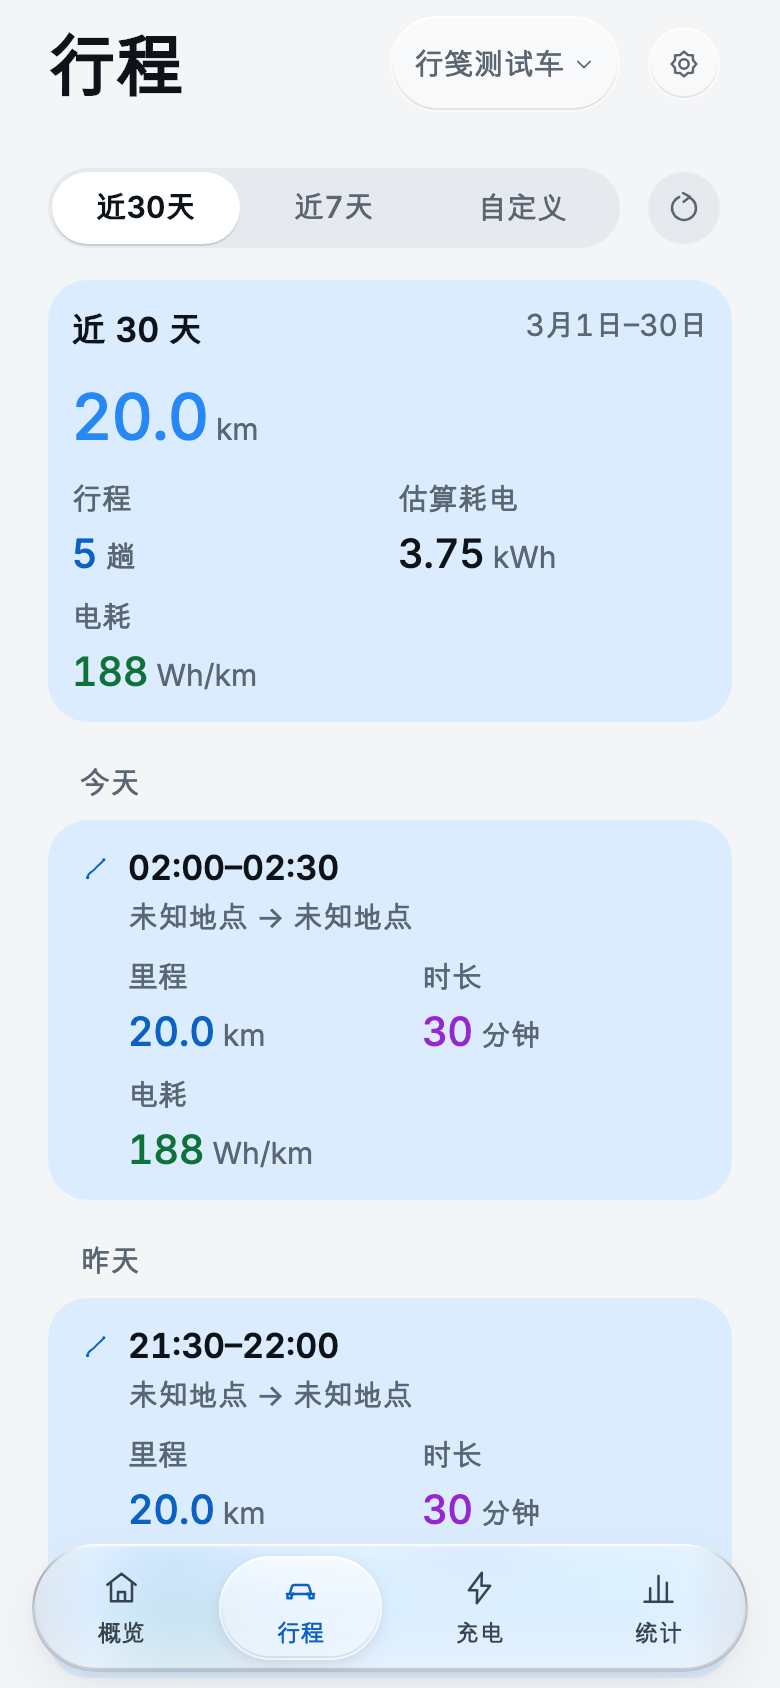 行程
行笺测试车
近30天 近7天 自定义
近 30 天 3月1日–30日
20.0 km
行程 估算耗电
5 趟 3.75 kWh
电耗
188 Wh/km
今天
02:00–02:30
未知地点 → 未知地点
里程 时长
20.0 km 30 分钟
电耗
188 Wh/km
昨天
21:30–22:00
未知地点 → 未知地点
里程 时长
20.0 km 30 分钟
概览 行程 充电 统计